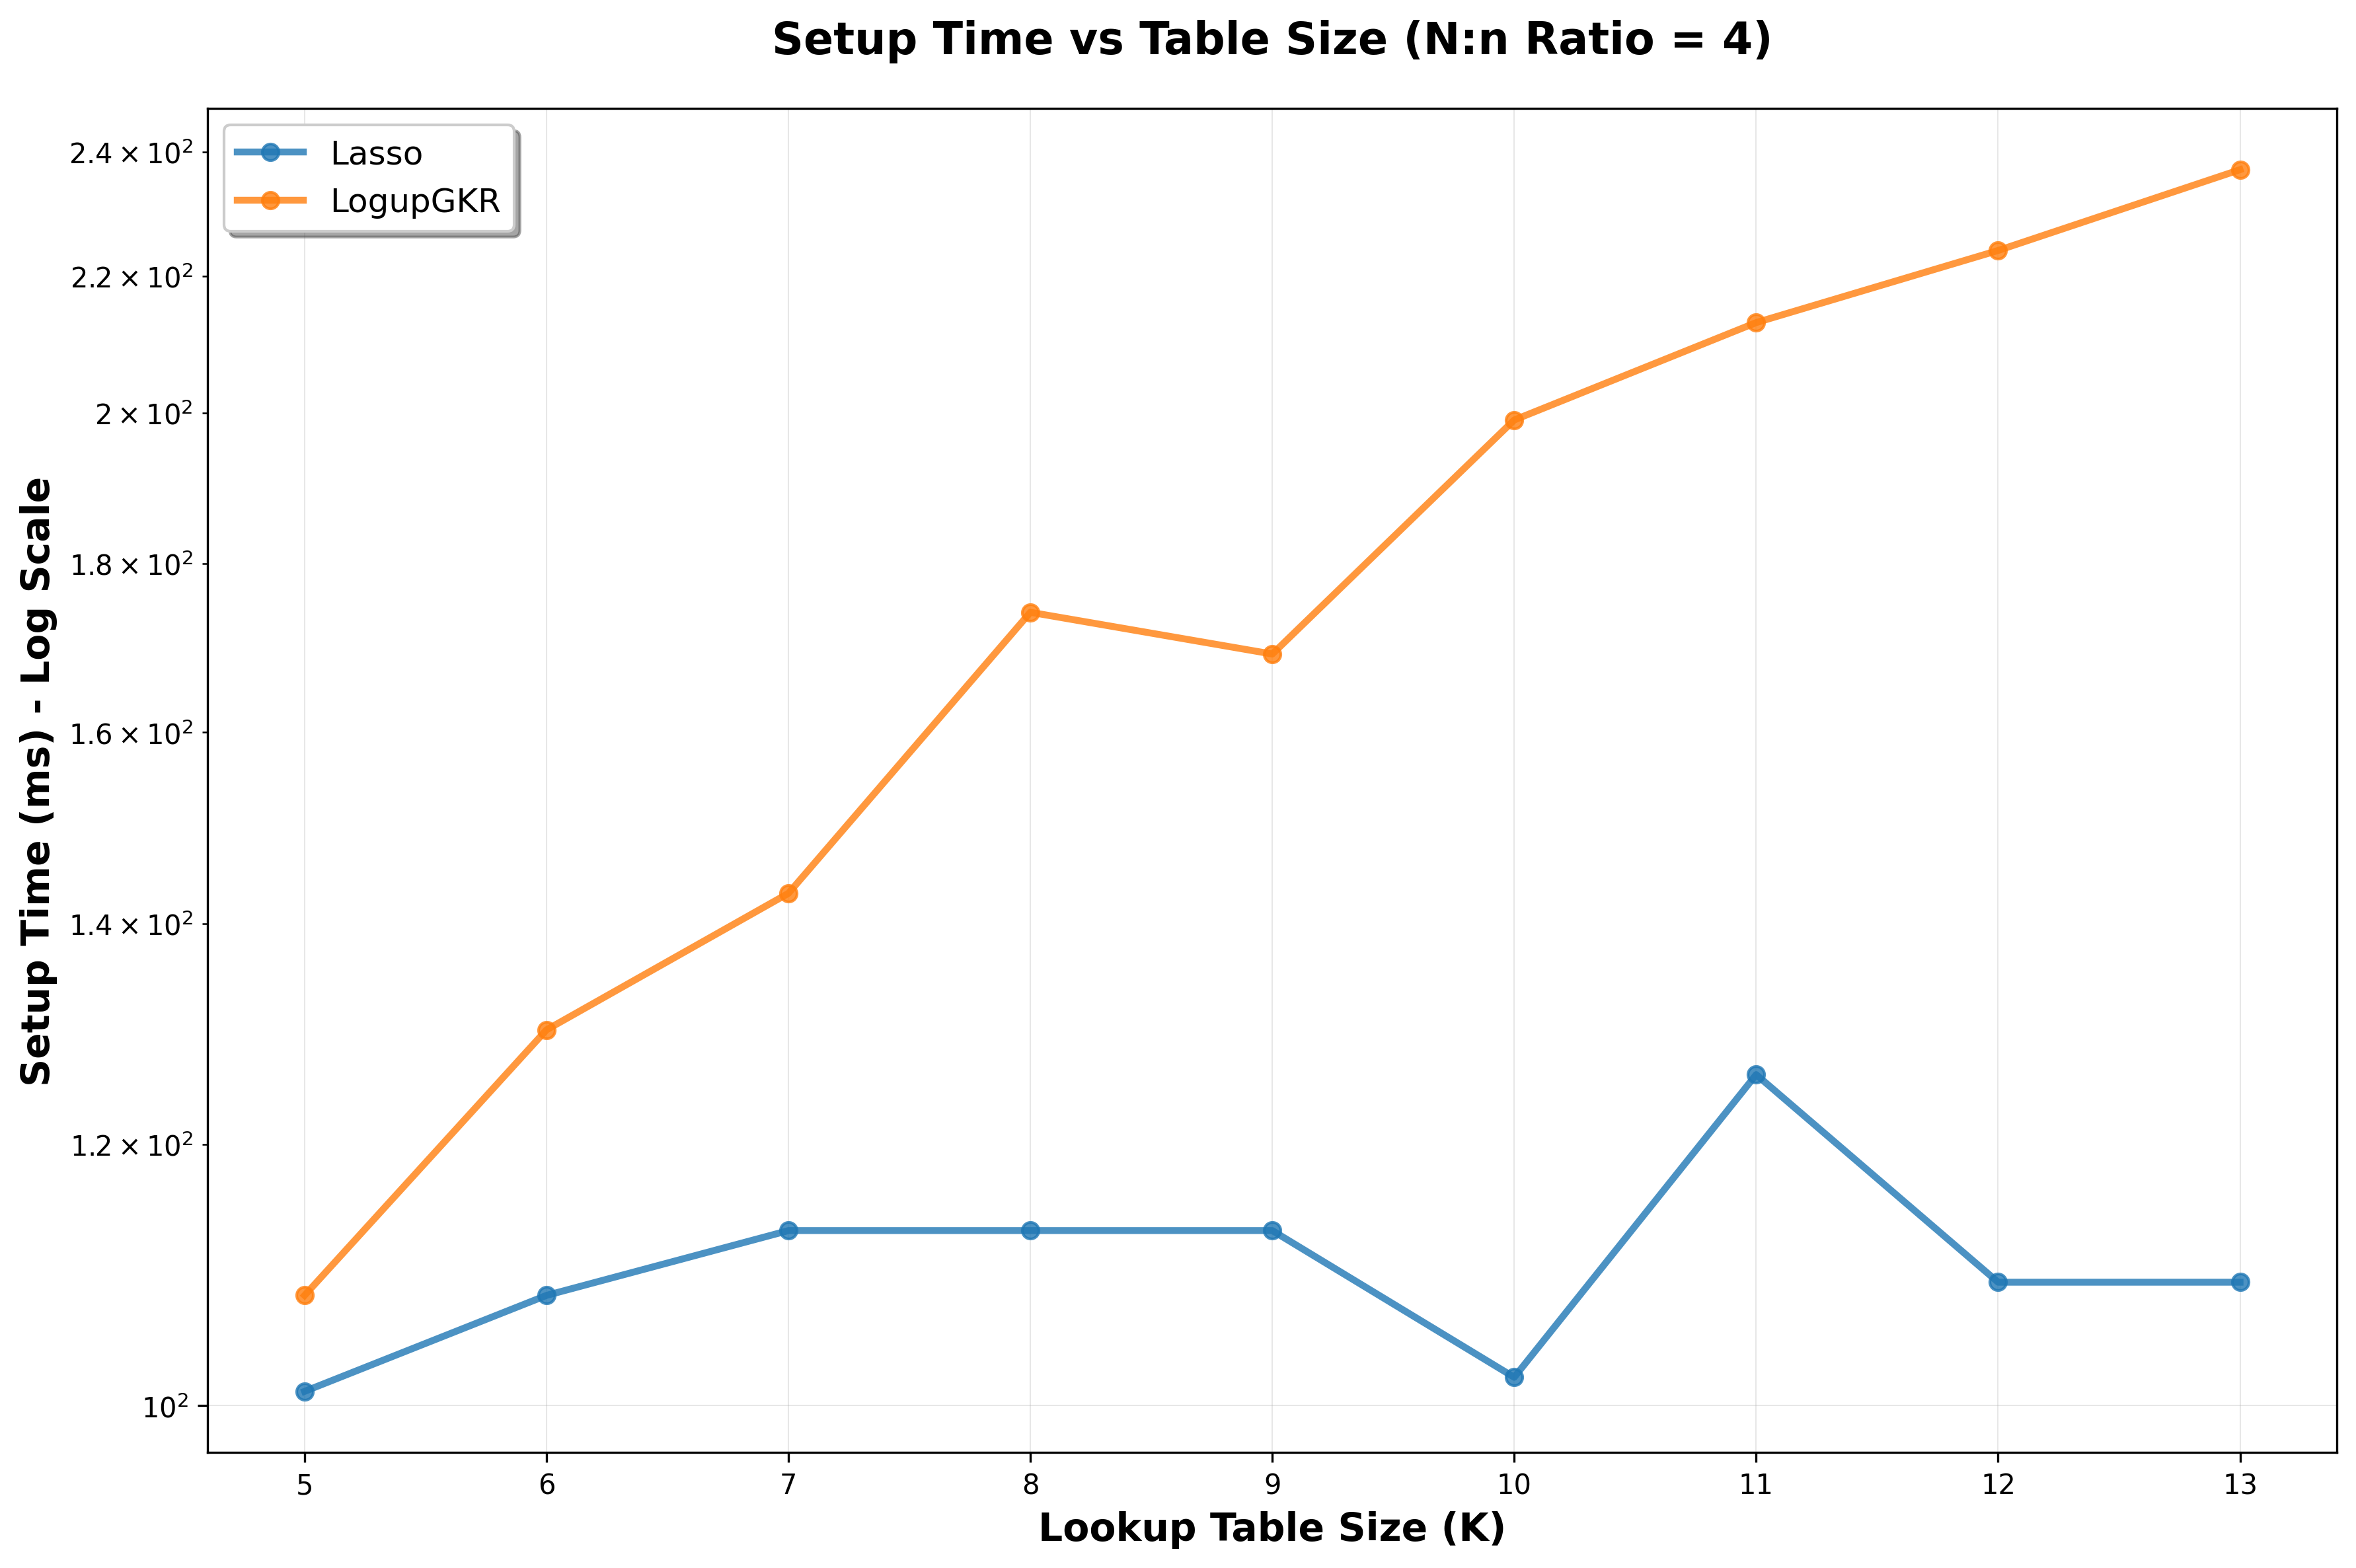 Setup Time vs Table Size (N:n Ratio = 4)
Lasso
LogupGKR
Setup Time (ms) - Log Scale
2.4 × 10²
2.2 × 10²
2 × 10²
1.8 × 10²
1.6 × 10²
1.4 × 10²
1.2 × 10²
10²
5 6 7 8 9 10 11 12 13
Lookup Table Size (K)